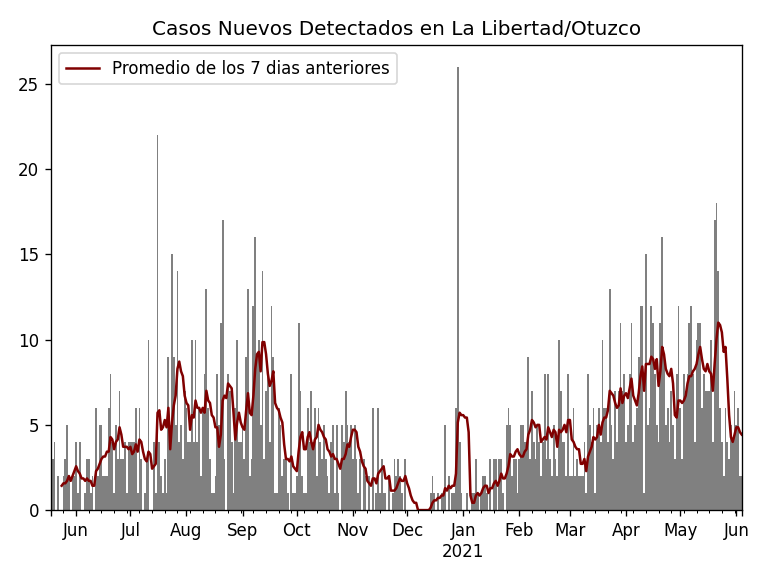 Casos Nuevos Detectados en La Libertad/Otuzco
Promedio de los 7 dias anteriores
25
20
15
10
5
0
Jun Jul Aug Sep Oct Nov Dec Jan Feb Mar Apr May Jun
2021